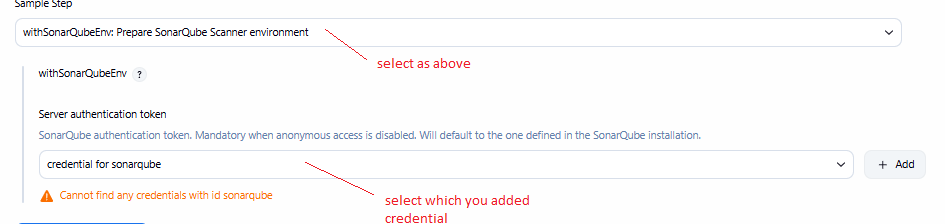 Sample Step
withSonarQubeEnv: Prepare SonarQube Scanner environment
select as above
withSonarQubeEnv ?
Server authentication token
SonarQube authentication token. Mandatory when anonymous access is disabled. Will default to the one defined in the SonarQube installation.
credential for sonarqube
+ Add
Cannot find any credentials with id sonarqube
select which you added
credential